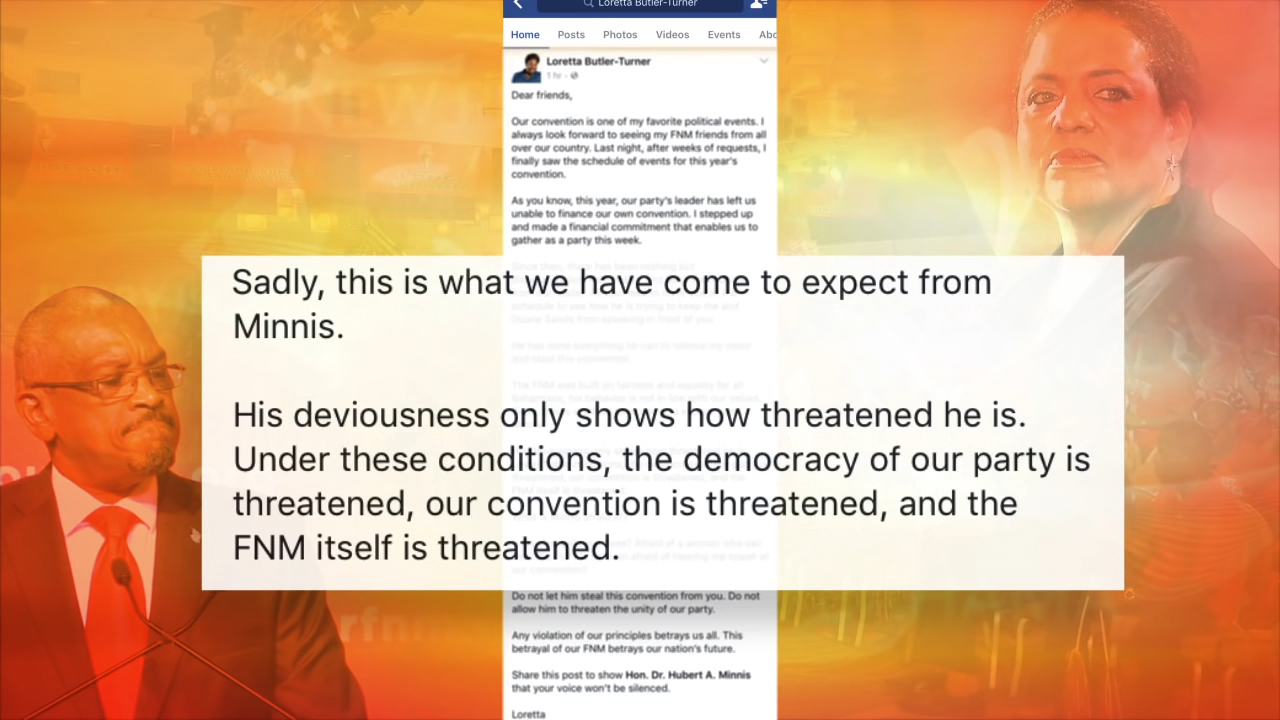 Loretta Butler-Turner
Home Posts Photos Videos Events Abo
Loretta Butler-Turner
1 hr
Dear friends,
Our convention is one of my favorite political events. I
always look forward to seeing my FNM friends from all
over our country. Last night, after weeks of requests, I
finally saw the schedule of events for this year's
convention.
As you know, this year, our party's leader has left us
unable to finance our own convention. I stepped up
and made a financial commitment that enables us to
gather as a party this week.
Sadly, this is what we have come to expect from
Minnis.
His deviousness only shows how threatened he is.
Under these conditions, the democracy of our party is
threatened, our convention is threatened, and the
FNM itself is threatened.
Do not let him steal this convention from you. Do not
allow him to threaten the unity of our party.
Any violation of our principles betrays us all. This
betrayal of our FNM betrays our nation's future.
Share this post to show Hon. Dr. Hubert A. Minnis
that your voice won't be silenced.
Loretta